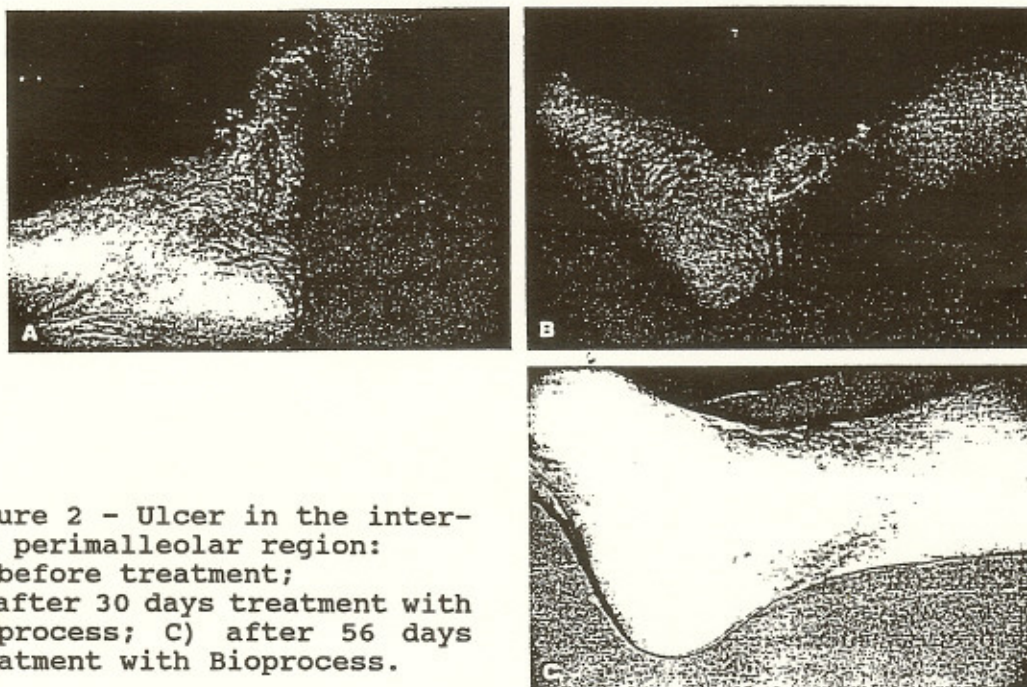 A
B
C
ure 2 - Ulcer in the inter-
perimalleolar region:
before treatment;
after 30 days treatment with
process; C) after 56 days
atment with Bioprocess.